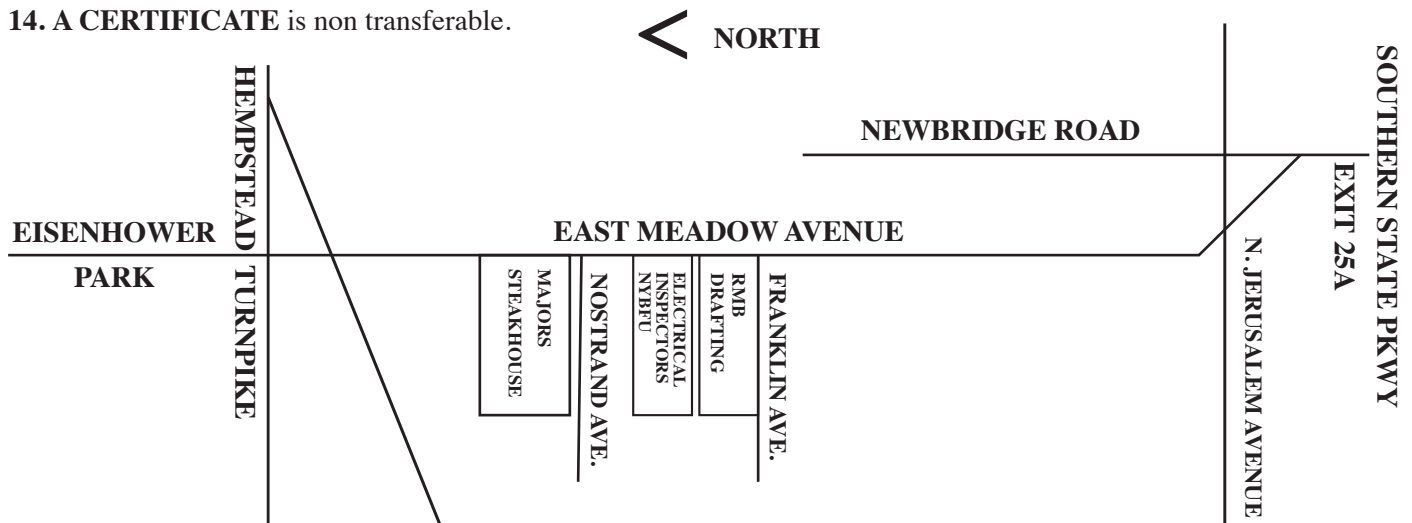 14. A CERTIFICATE is non transferable.
< NORTH
NEWBRIDGE ROAD
SOUTHERN STATE PKWY
EXIT 25A
HEMPSTEAD TURNPIKE
EISENHOWER
PARK
EAST MEADOW AVENUE
MAJORS
STEAKHOUSE
NOSTRAND AVE.
ELECTRICAL
INSPECTORS
NYBFU
RMB
DRAFTING
FRANKLIN AVE.
N. JERUSALEM AVENUE